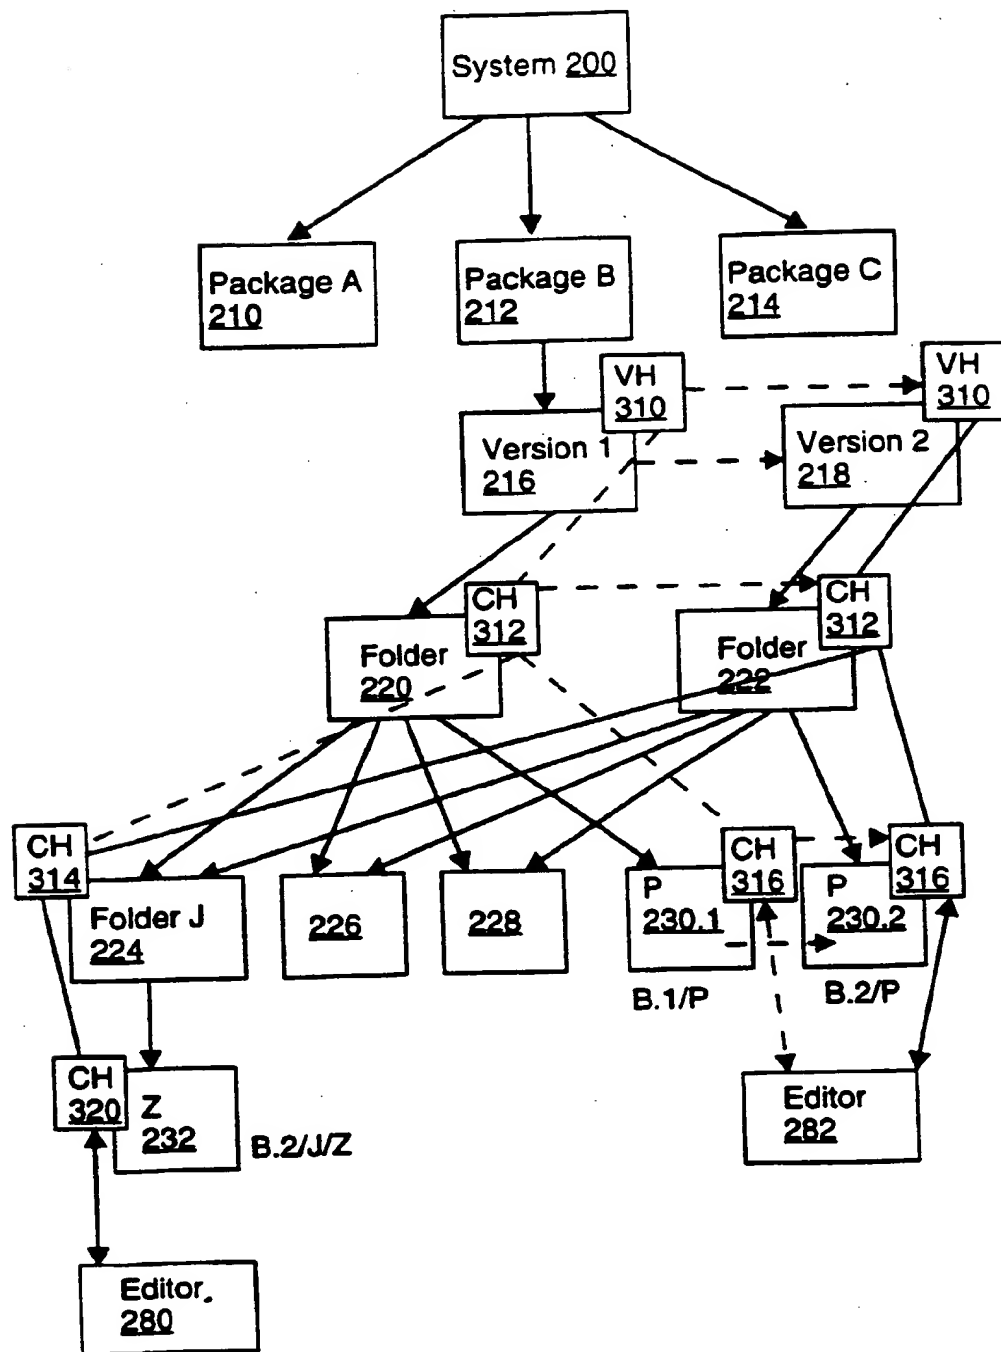 System 200
Package A
210
Package B
212
Package C
214
VH
310
VH
310
Version 1
216
Version 2
218
CH
312
CH
312
Folder
220
Folder
222
CH
314
CH
316
CH
316
Folder J
224
226
228
P
230.1
P
230.2
B.1/P
B.2/P
CH
320
Z
232
B.2/J/Z
Editor
282
Editor
280